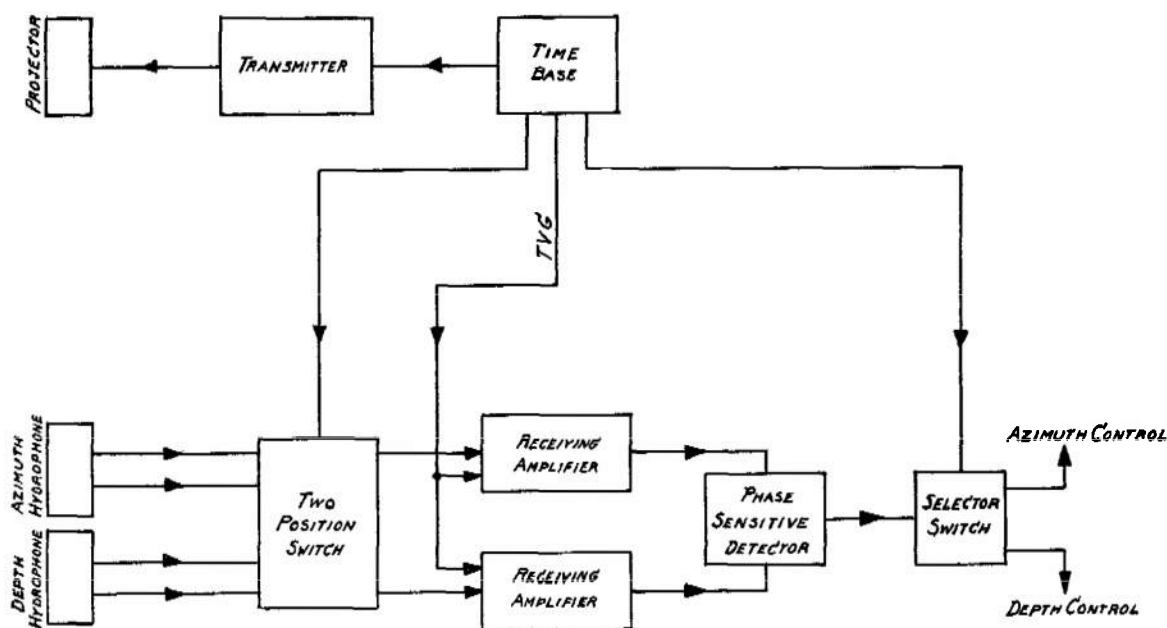 PROJECTOR
TRANSMITTER
TIME
BASE
TVG
AZIMUTH
HYDROPHONE
DEPTH
HYDROPHONE
TWO
POSITION
SWITCH
RECEIVING
AMPLIFIER
RECEIVING
AMPLIFIER
PHASE
SENSITIVE
DETECTOR
SELECTOR
SWITCH
AZIMUTH CONTROL
DEPTH CONTROL